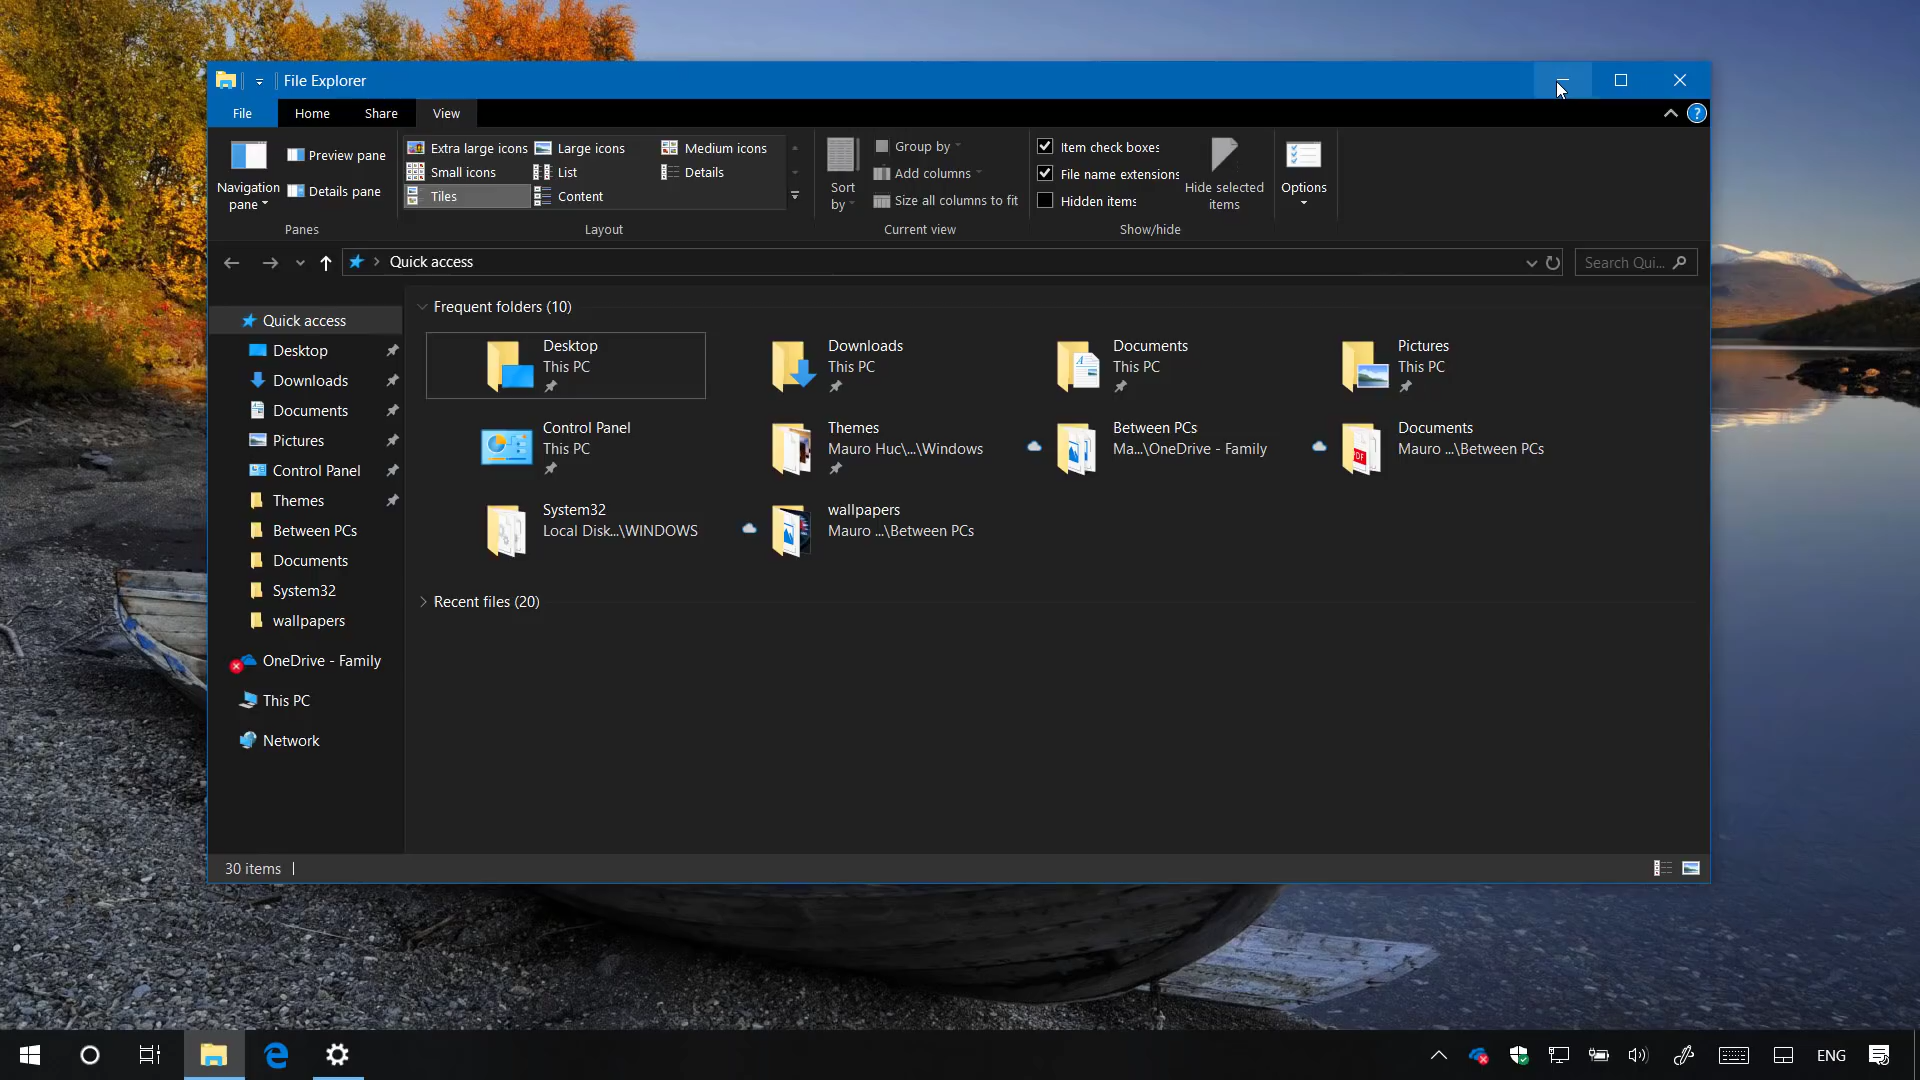 File Explorer
File Home Share View
Navigation pane
Preview pane
Details pane
Panes
Extra large icons Large icons Medium icons
Small icons List Details
Tiles Content
Layout
Sort by
Group by
Add columns
Size all columns to fit
Current view
Item check boxes
File name extensions
Hidden items
Hide selected items
Show/hide
Options
Quick access
Search Qui...
Quick access
Desktop
Downloads
Documents
Pictures
Control Panel
Themes
Between PCs
Documents
System32
wallpapers
OneDrive - Family
This PC
Network
Frequent folders (10)
Desktop
This PC
Downloads
This PC
Documents
This PC
Pictures
This PC
Control Panel
This PC
Themes
Mauro Huc\...\Windows
Between PCs
Ma...\OneDrive - Family
Documents
Mauro ...\Between PCs
System32
Local Disk...\WINDOWS
wallpapers
Mauro ...\Between PCs
Recent files (20)
30 items
ENG